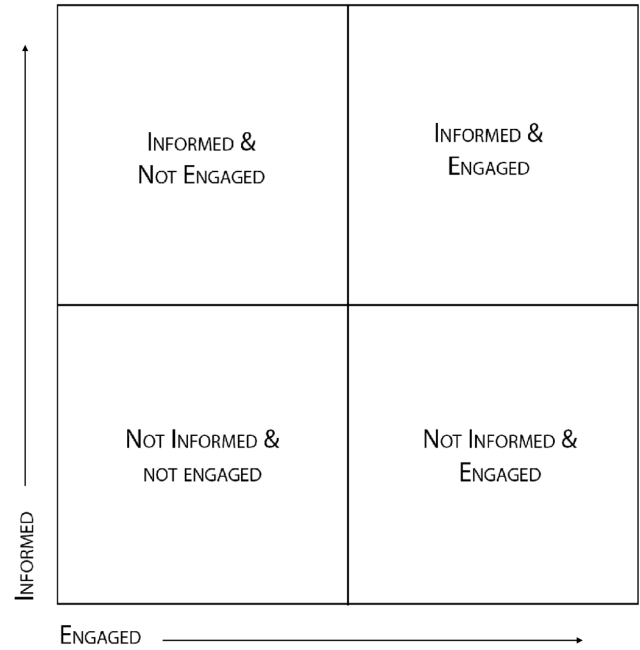 Informed &
Not Engaged
Informed &
Engaged
Not Informed &
not engaged
Not Informed &
Engaged
Informed
Engaged